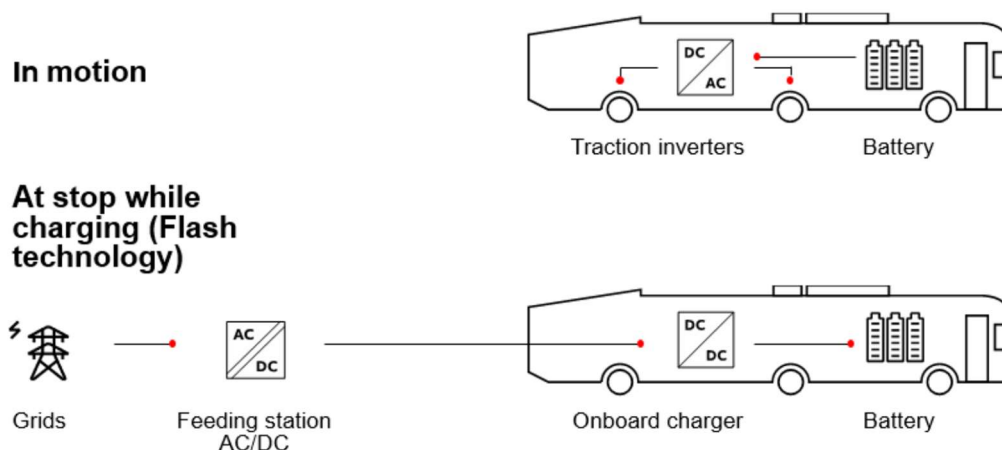 In motion
DC
AC
Traction inverters
Battery
At stop while
charging (Flash
technology)
AC
DC
DC
DC
Grids
Feeding station
AC/DC
Onboard charger
Battery